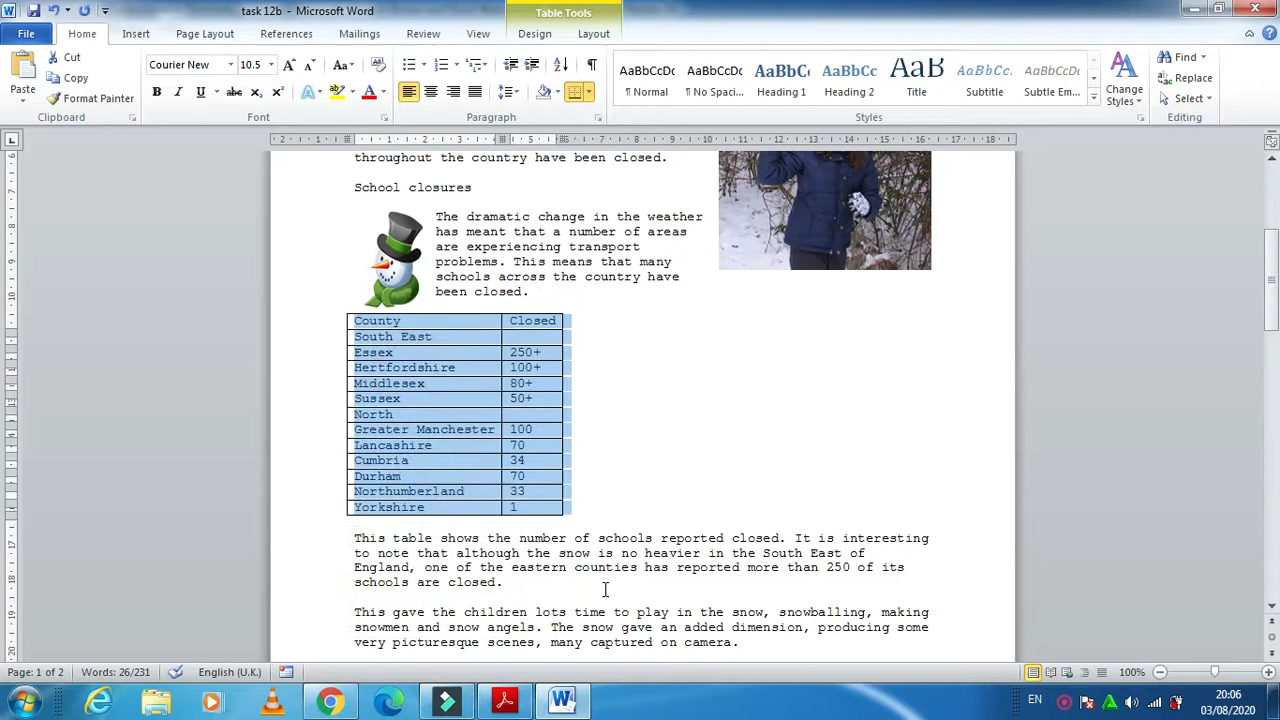 task 12b - Microsoft Word
Table Tools
File Home Insert Page Layout References Mailings Review View Design Layout
Paste
Cut
Copy
Format Painter
Clipboard
Courier New 10.5
Font
Paragraph
AaBbCcDc AaBbCcDc AaBbCc AaBbCc AaB AaBbCcI AaBbCcDc
¶ Normal ¶ No Spaci... Heading 1 Heading 2 Title Subtitle Subtle Em...
Styles
Change Styles
Find
Replace
Select
Editing
throughout the country have been closed.
School closures
The dramatic change in the weather
has meant that a number of areas
are experiencing transport
problems. This means that many
schools across the country have
been closed.
County Closed
South East
Essex 250+
Hertfordshire 100+
Middlesex 80+
Sussex 50+
North
Greater Manchester 100
Lancashire 70
Cumbria 34
Durham 70
Northumberland 33
Yorkshire 1
This table shows the number of schools reported closed. It is interesting
to note that although the snow is no heavier in the South East of
England, one of the eastern counties has reported more than 250 of its
schools are closed.
This gave the children lots time to play in the snow, snowballing, making
snowmen and snow angels. The snow gave an added dimension, producing some
very picturesque scenes, many captured on camera.
Page: 1 of 2 Words: 26/231 English (U.K.) 100%
EN 20:06
03/08/2020